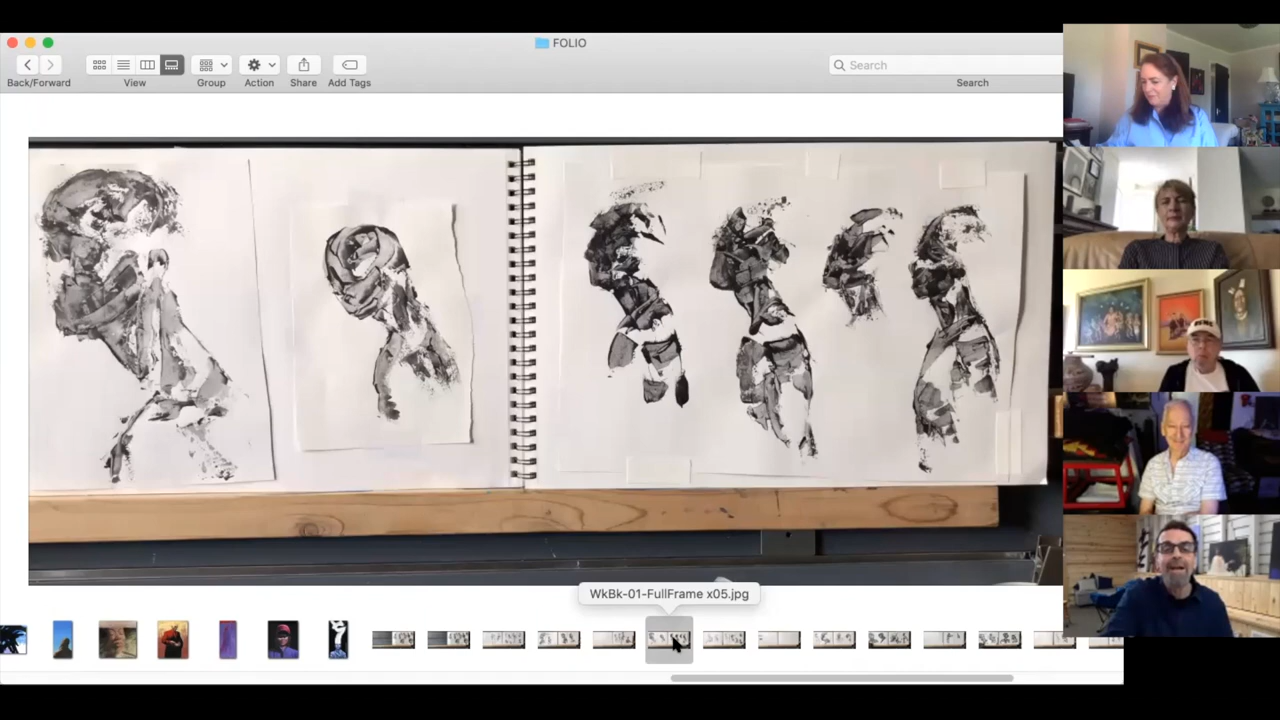 FOLIO
Back/Forward
View
Group
Action
Share
Add Tags
Search
Search
WkBk-01-FullFrame x05.jpg